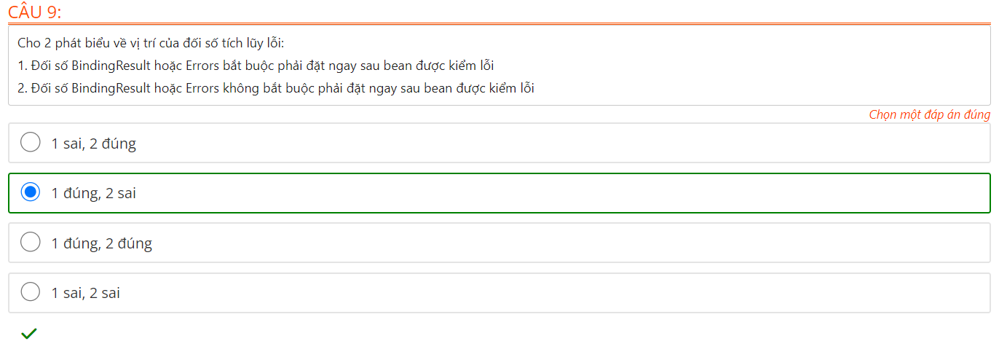 CÂU 9:
Cho 2 phát biểu về vị trí của đối số tích lũy lỗi:
1. Đối số BindingResult hoặc Errors bắt buộc phải đặt ngay sau bean được kiểm lỗi
2. Đối số BindingResult hoặc Errors không bắt buộc phải đặt ngay sau bean được kiểm lỗi
Chọn một đáp án đúng
1 sai, 2 đúng
1 đúng, 2 sai
1 đúng, 2 đúng
1 sai, 2 sai